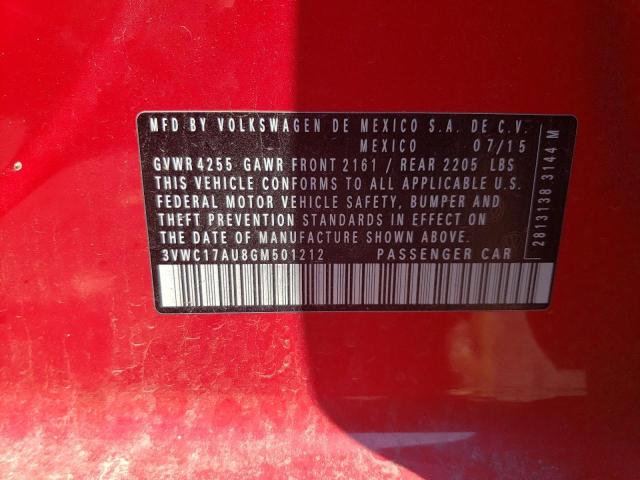 MFD BY VOLKSWAGEN DE MEXICO S.A. DE C.V.
MEXICO 07/15
GVWR 4255 GAWR FRONT 2161 / REAR 2205 LBS
THIS VEHICLE CONFORMS TO ALL APPLICABLE U.S.
FEDERAL MOTOR VEHICLE SAFETY, BUMPER AND
THEFT PREVENTION STANDARDS IN EFFECT ON
THE DATE OF MANUFACTURE SHOWN ABOVE.
3VWC17AU8GM501212 PASSENGER CAR
2813138 3144 M